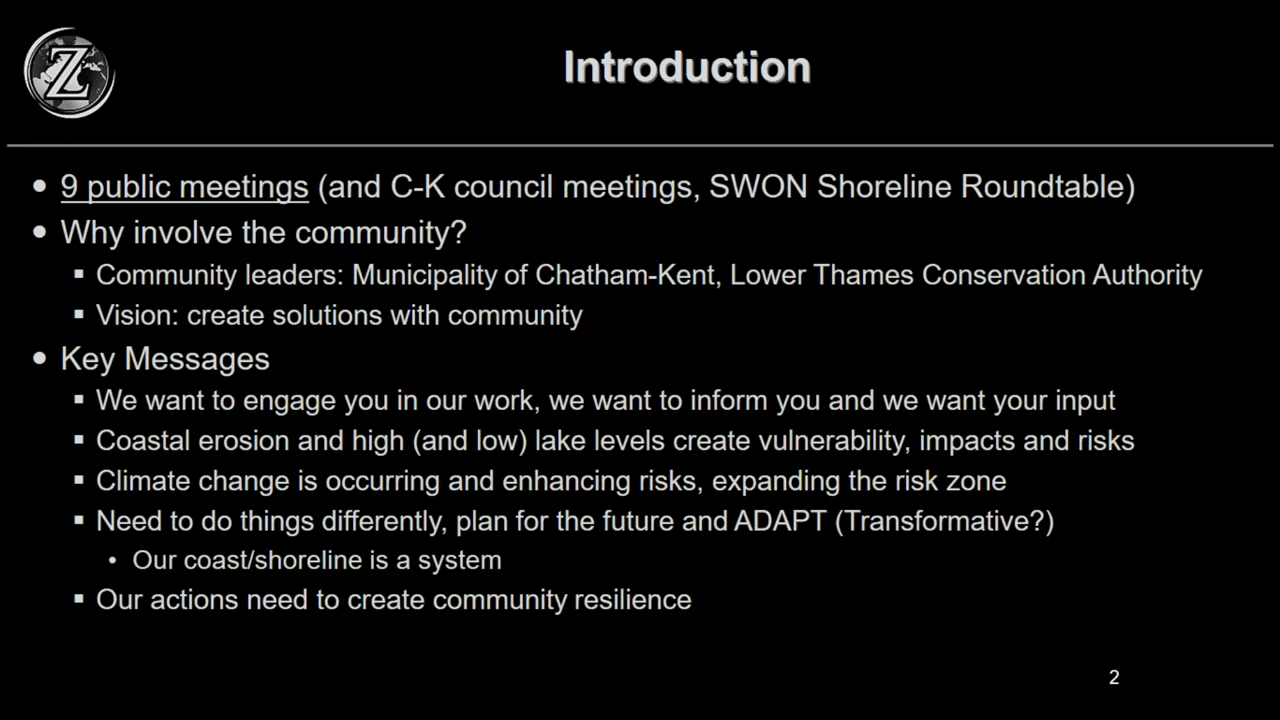 Z
Introduction
• 9 public meetings (and C-K council meetings, SWON Shoreline Roundtable)
• Why involve the community?
▪ Community leaders: Municipality of Chatham-Kent, Lower Thames Conservation Authority
▪ Vision: create solutions with community
• Key Messages
▪ We want to engage you in our work, we want to inform you and we want your input
▪ Coastal erosion and high (and low) lake levels create vulnerability, impacts and risks
▪ Climate change is occurring and enhancing risks, expanding the risk zone
▪ Need to do things differently, plan for the future and ADAPT (Transformative?)
• Our coast/shoreline is a system
▪ Our actions need to create community resilience
2